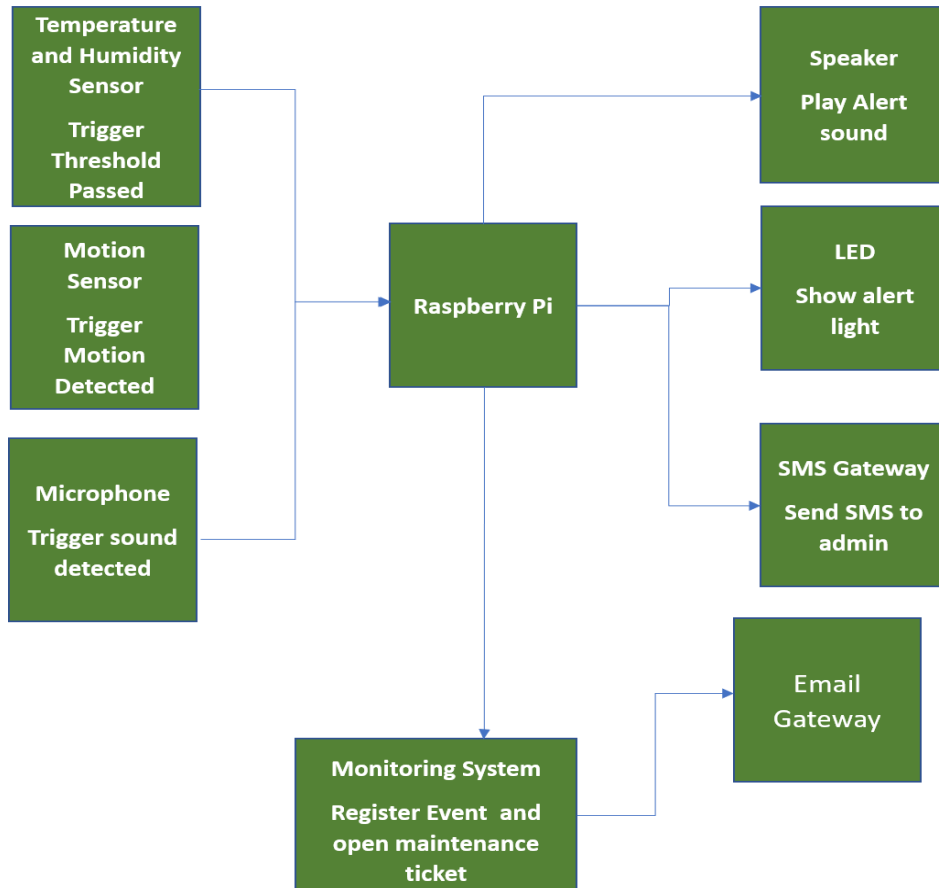 Temperature
and Humidity
Sensor
Trigger
Threshold
Passed
Motion
Sensor
Trigger
Motion
Detected
Microphone
Trigger sound
detected
Raspberry Pi
Speaker
Play Alert
sound
LED
Show alert
light
SMS Gateway
Send SMS to
admin
Email
Gateway
Monitoring System
Register Event and
open maintenance
ticket